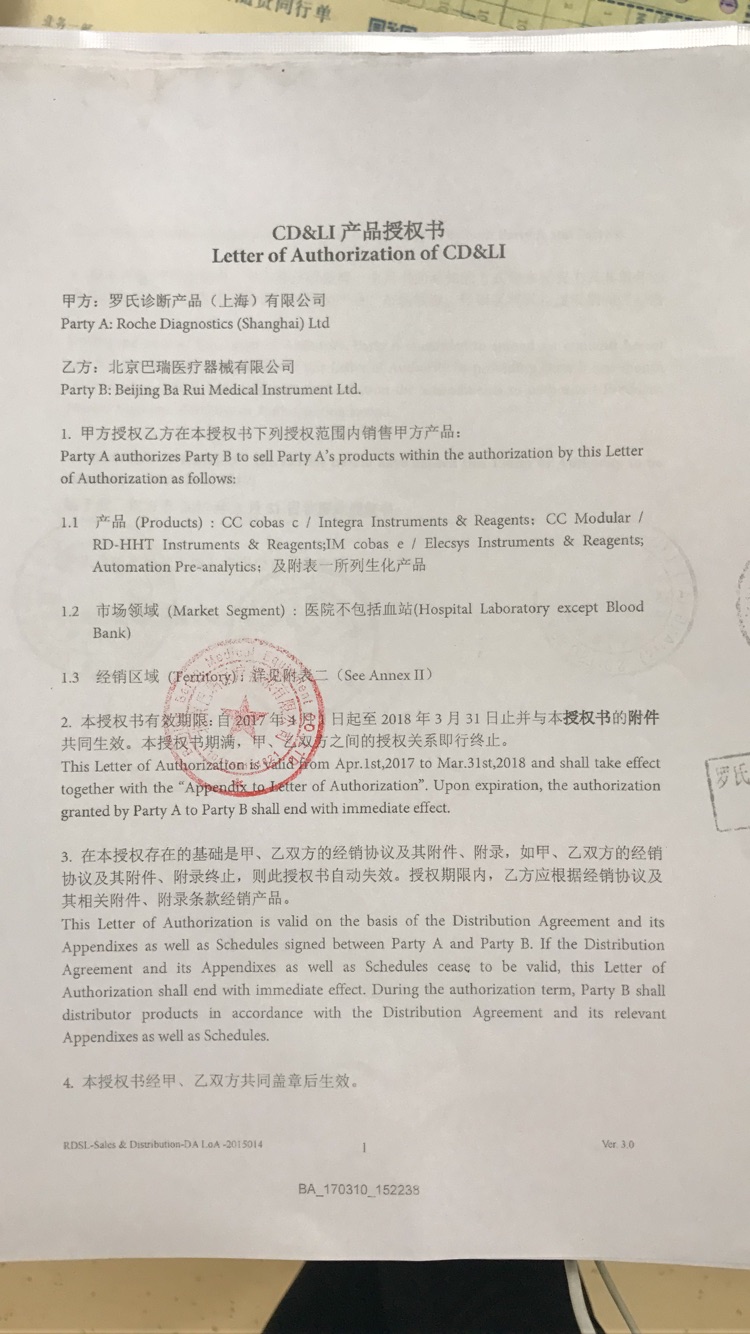 随货同行单
CD&LI 产品授权书
Letter of Authorization of CD&LI
甲方：罗氏诊断产品（上海）有限公司
Party A: Roche Diagnostics (Shanghai) Ltd
乙方：北京巴瑞医疗器械有限公司
Party B: Beijing Ba Rui Medical Instrument Ltd.
1. 甲方授权乙方在本授权书下列授权范围内销售甲方产品：
Party A authorizes Party B to sell Party A's products within the authorization by this Letter
of Authorization as follows:
1.1 产品 (Products) : CC cobas c / Integra Instruments & Reagents; CC Modular /
RD-HHT Instruments & Reagents;IM cobas e / Elecsys Instruments & Reagents;
Automation Pre-analytics；及附表一所列生化产品
1.2 市场领域 (Market Segment) : 医院不包括血站(Hospital Laboratory except Blood
Bank)
1.3 经销区域 (Territory)：详见附表二（See Annex II）
2. 本授权书有效期限: 自 2017 年 4 月 1 日起至 2018 年 3 月 31 日止并与本授权书的附件
共同生效。本授权书期满，甲、乙双方之间的授权关系即行终止。
This Letter of Authorization is valid from Apr.1st,2017 to Mar.31st,2018 and shall take effect
together with the "Appendix to Letter of Authorization". Upon expiration, the authorization
granted by Party A to Party B shall end with immediate effect.
3. 在本授权存在的基础是甲、乙双方的经销协议及其附件、附录，如甲、乙双方的经销
协议及其附件、附录终止，则此授权书自动失效。授权期限内，乙方应根据经销协议及
其相关附件、附录条款经销产品。
This Letter of Authorization is valid on the basis of the Distribution Agreement and its
Appendixes as well as Schedules signed between Party A and Party B. If the Distribution
Agreement and its Appendixes as well as Schedules cease to be valid, this Letter of
Authorization shall end with immediate effect. During the authorization term, Party B shall
distributor products in accordance with the Distribution Agreement and its relevant
Appendixes as well as Schedules.
4. 本授权书经甲、乙双方共同盖章后生效。
罗氏
RDSL-Sales & Distribution-DA LoA -2015014
1
Ver. 3.0
BA_170310_152238